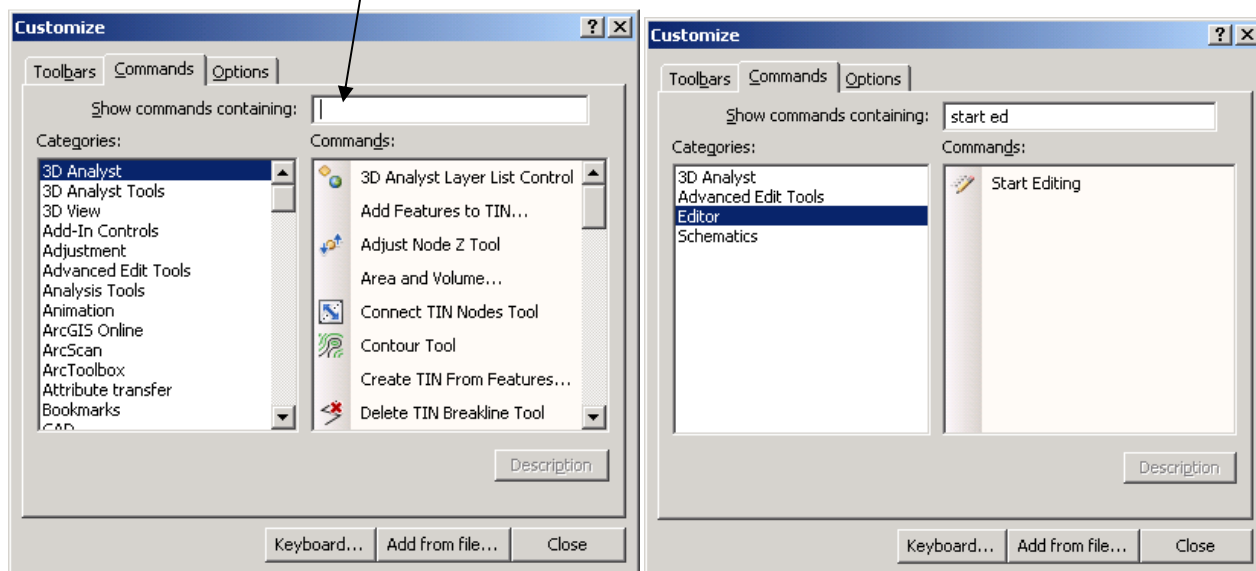 Customize
Toolbars Commands Options
Show commands containing:
Categories:
3D Analyst
3D Analyst Tools
3D View
Add-In Controls
Adjustment
Advanced Edit Tools
Analysis Tools
Animation
ArcGIS Online
ArcScan
ArcToolbox
Attribute transfer
Bookmarks
CAD
Commands:
3D Analyst Layer List Control
Add Features to TIN...
Adjust Node Z Tool
Area and Volume...
Connect TIN Nodes Tool
Contour Tool
Create TIN From Features...
Delete TIN Breakline Tool
Description
Keyboard... Add from file... Close
Customize
Toolbars Commands Options
Show commands containing: start ed
Categories:
3D Analyst
Advanced Edit Tools
Editor
Schematics
Commands:
Start Editing
Description
Keyboard... Add from file... Close